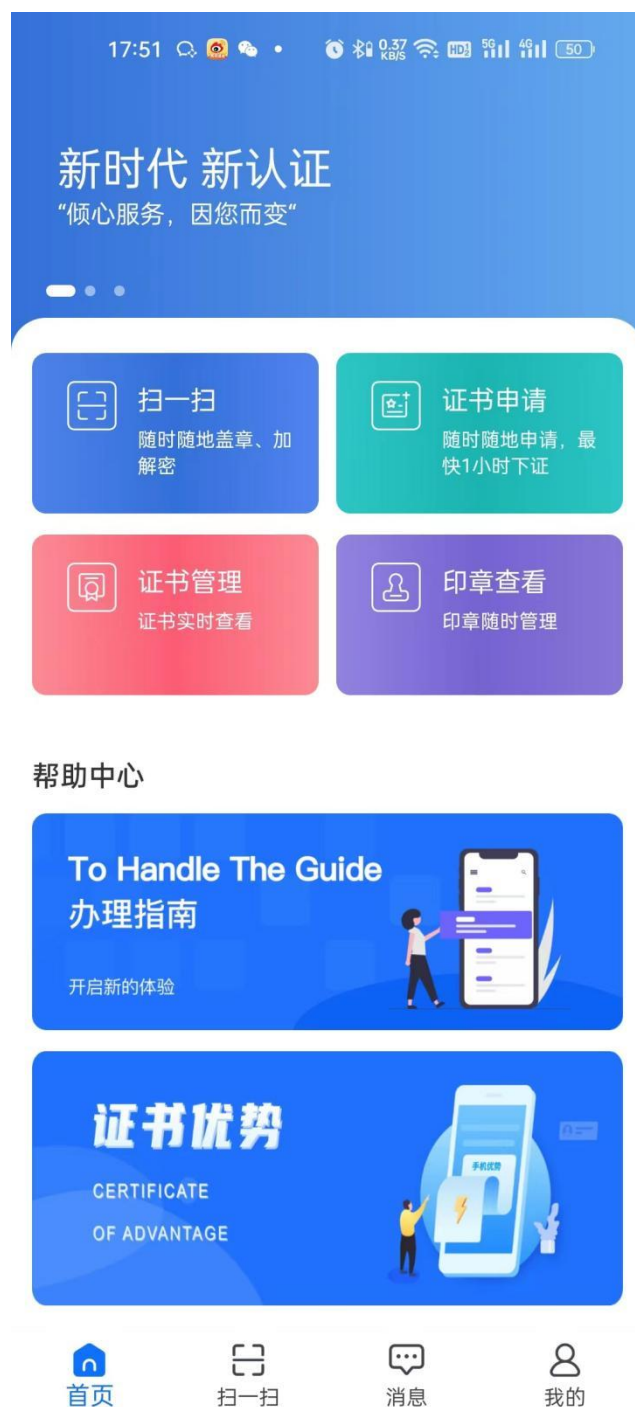 17:51
0.37
KB/S
HD2
5G
4G
50
新时代 新认证
“倾心服务，因您而变“
扫一扫
随时随地盖章、加
解密
证书申请
随时随地申请，最
快1小时下证
证书管理
证书实时查看
印章查看
印章随时管理
帮助中心
To Handle The Guide
办理指南
开启新的体验
证书优势
CERTIFICATE
OF ADVANTAGE
手机优势
首页
扫一扫
消息
我的